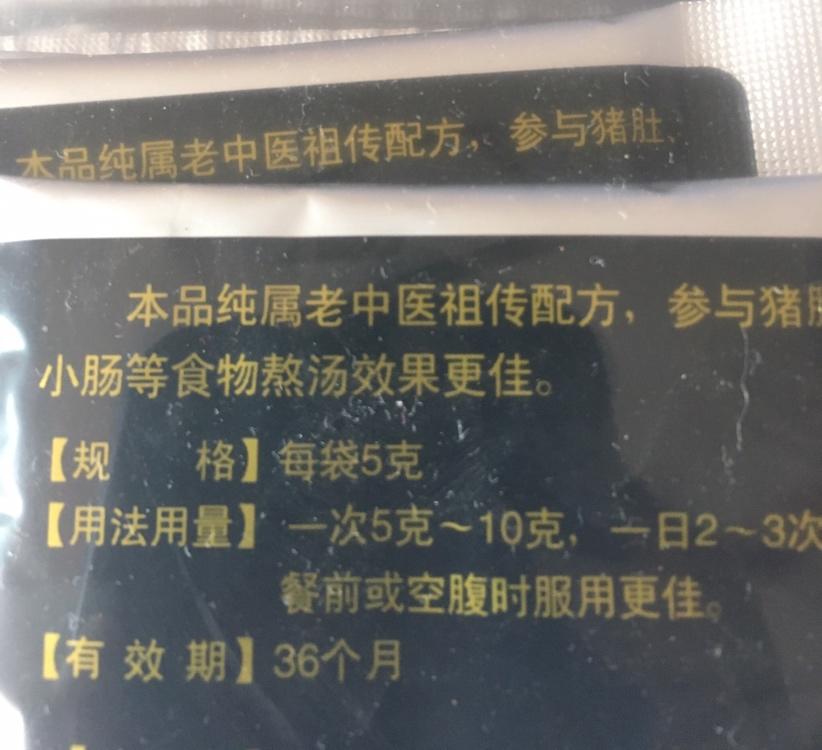 本品纯属老中医祖传配方，参与猪肚、
本品纯属老中医祖传配方，参与猪
小肠等食物熬汤效果更佳。
【规 格】每袋5克
【用法用量】一次5克～10克，一日2～3次
餐前或空腹时服用更佳。
【有 效 期】36个月